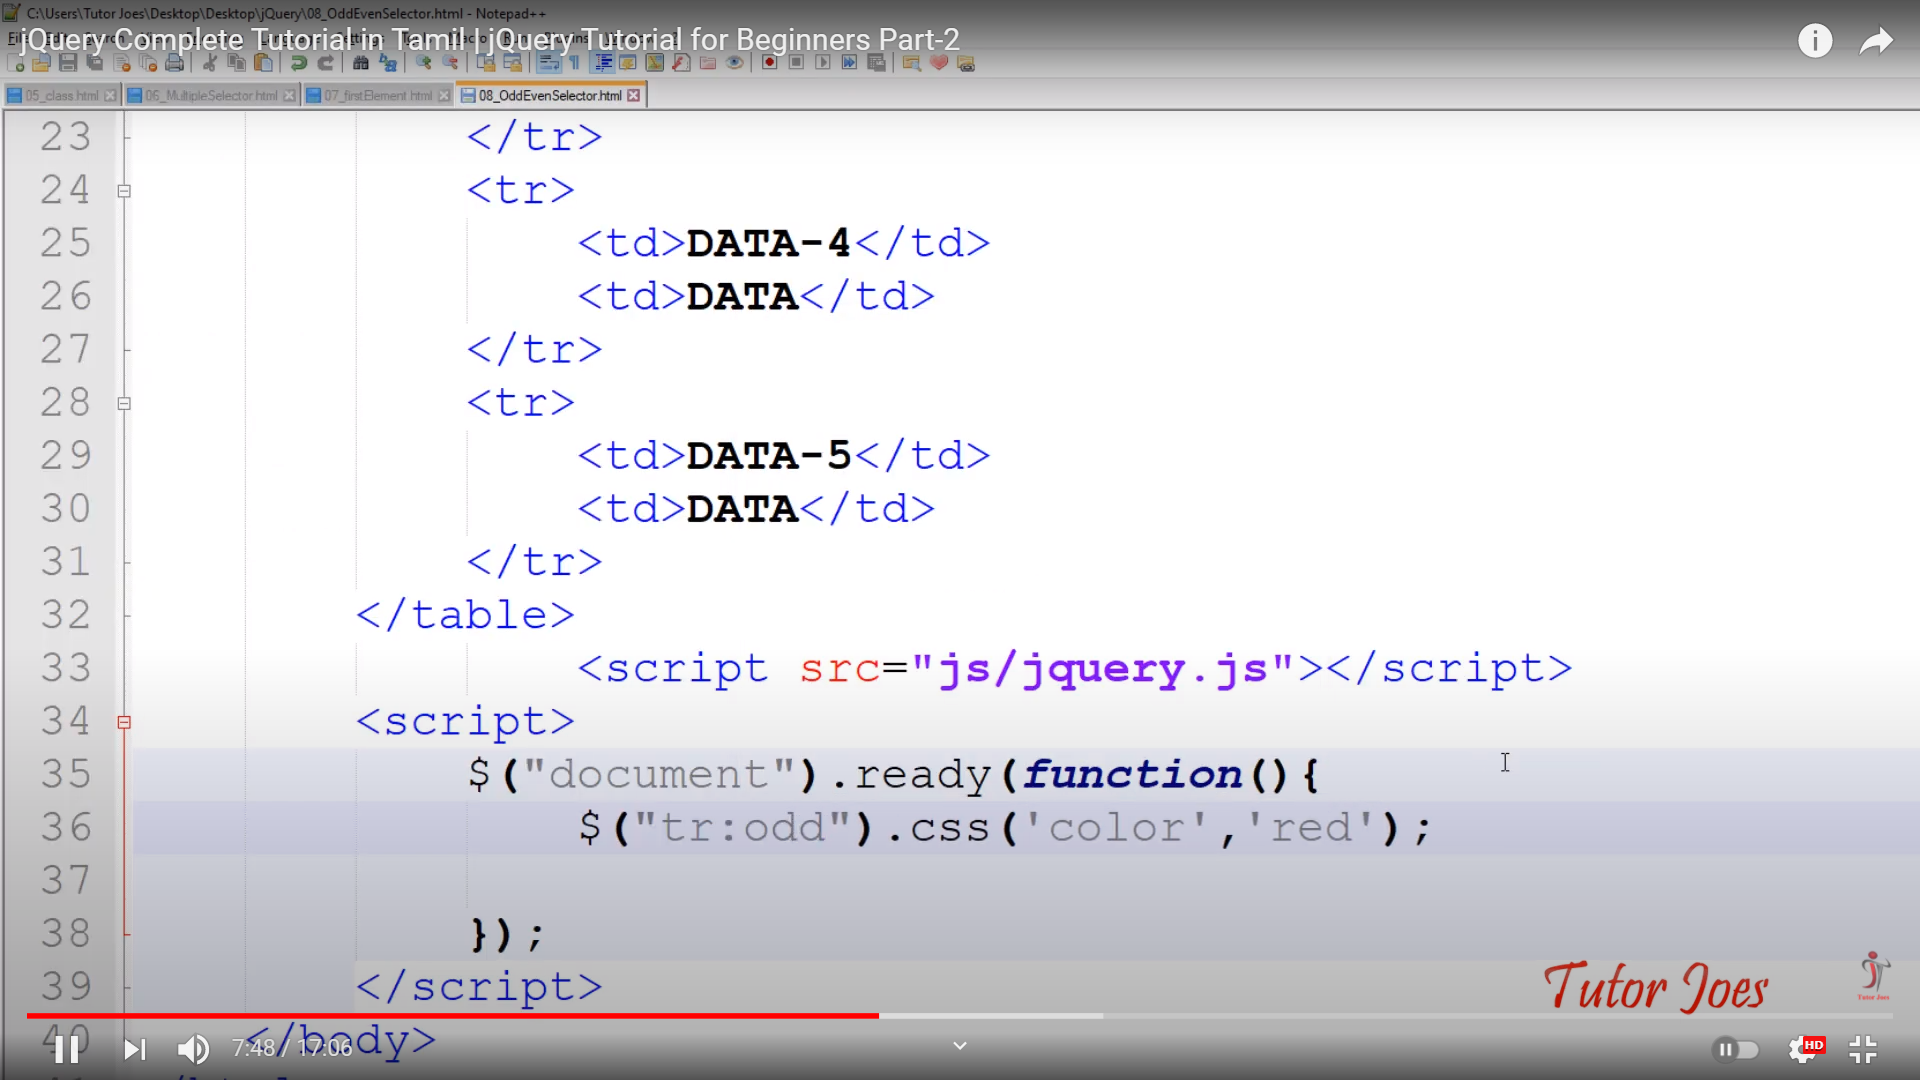 C:\Users\Tutor Joes\Desktop\Desktop\jQuery\08_OddEvenSelector.html - Notepad++
jQuery Complete Tutorial in Tamil | jQuery Tutorial for Beginners Part-2
05_class.html 06_MultipleSelector.html 07_firstElement.html 08_OddEvenSelector.html
23 </tr>
24 <tr>
25 <td>DATA-4</td>
26 <td>DATA</td>
27 </tr>
28 <tr>
29 <td>DATA-5</td>
30 <td>DATA</td>
31 </tr>
32 </table>
33 <script src="js/jquery.js"></script>
34 <script>
35 $("document").ready(function(){
36 $("tr:odd").css('color','red');
37
38 });
39 </script>
Tutor Joes
Tutor Joes
40 </body>
7:48 / 17:06
HD